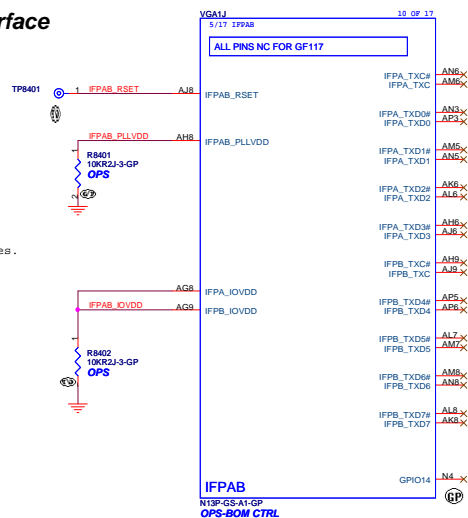 rface
VGA1J
10 OF 17
5/17 IFPAB
ALL PINS NC FOR GF117
TP8401
1
IFPAB_RSET
AJ8
IFPAB_RSET
IFPAB_PLLVDD
AH8
IFPAB_PLLVDD
1
R8401
10KR2J-3-GP
OPS
2
es.
AG8
IFPA_IOVDD
IFPAB_IOVDD
AG9
IFPB_IOVDD
1
R8402
10KR2J-3-GP
OPS
IFPA_TXC#
AN6
IFPA_TXC
AM6
IFPA_TXD0#
AN3
IFPA_TXD0
AP3
IFPA_TXD1#
AM5
IFPA_TXD1
AN5
IFPA_TXD2#
AK6
IFPA_TXD2
AL6
IFPA_TXD3#
AH6
IFPA_TXD3
AJ6
IFPB_TXC#
AH9
IFPB_TXC
AJ9
IFPB_TXD4#
AP5
IFPB_TXD4
AP6
IFPB_TXD5#
AL7
IFPB_TXD5
AM7
IFPB_TXD6#
AM8
IFPB_TXD6
AN8
IFPB_TXD7#
AL8
IFPB_TXD7
AK8
GPIO14
N4
IFPAB
GP
N13P-GS-A1-GP
OPS-BOM CTRL